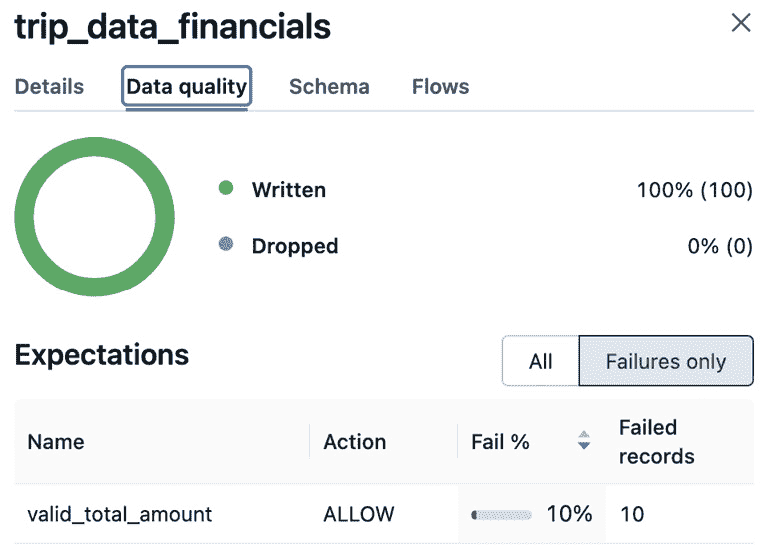 trip_data_financials
Details Data quality Schema Flows
Written 100% (100)
Dropped 0% (0)
Expectations All Failures only
Name Action Fail % Failed records
valid_total_amount ALLOW 10% 10